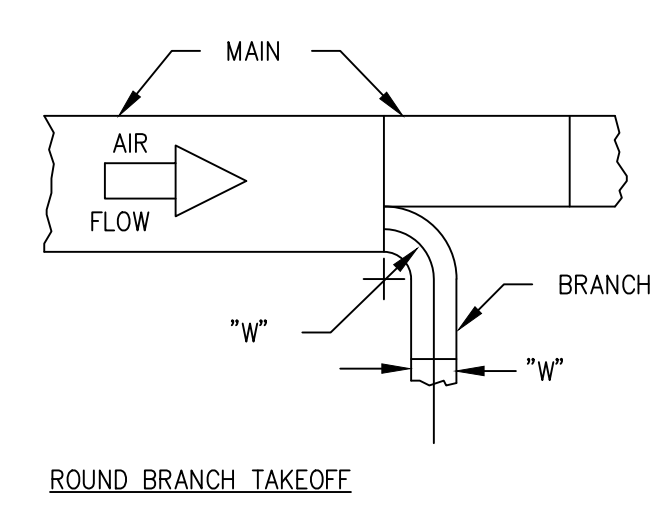 MAIN
AIR
FLOW
BRANCH
"W"
"W"
ROUND BRANCH TAKEOFF